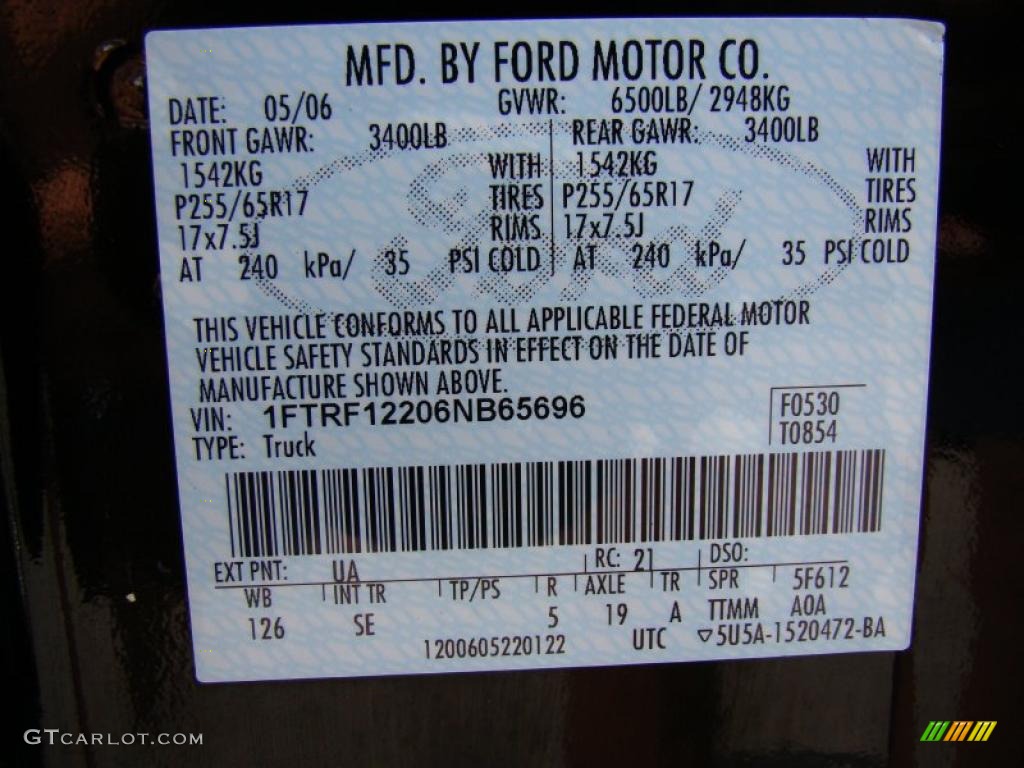 MFD. BY FORD MOTOR CO.
DATE: 05/06 GVWR: 6500LB/ 2948KG
FRONT GAWR: 3400LB REAR GAWR: 3400LB
1542KG WITH 1542KG WITH
P255/65R17 TIRES P255/65R17 TIRES
17x7.5J RIMS 17x7.5J RIMS
AT 240 kPa/ 35 PSI COLD AT 240 kPa/ 35 PSI COLD
Ford
THIS VEHICLE CONFORMS TO ALL APPLICABLE FEDERAL MOTOR
VEHICLE SAFETY STANDARDS IN EFFECT ON THE DATE OF
MANUFACTURE SHOWN ABOVE.
VIN: 1FTRF12206NB65696 F0530
TYPE: Truck T0854
EXT PNT: UA RC: 21 DSO:
WB INT TR TP/PS R AXLE TR SPR 5F612
126 SE 5 19 A TTMM A0A
1200605220122 UTC ▽5U5A-1520472-BA
GTCARLOT.COM